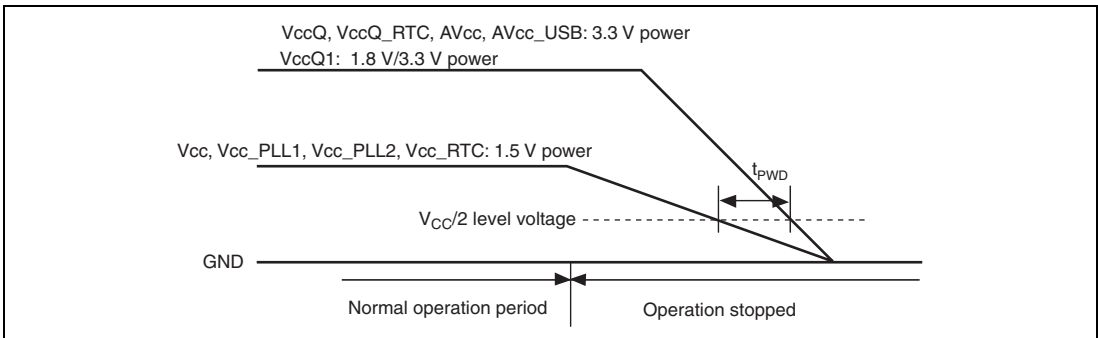 VccQ, VccQ_RTC, AVcc, AVcc_USB: 3.3 V power
VccQ1: 1.8 V/3.3 V power
Vcc, Vcc_PLL1, Vcc_PLL2, Vcc_RTC: 1.5 V power
tPWD
VCC/2 level voltage
GND
Normal operation period
Operation stopped